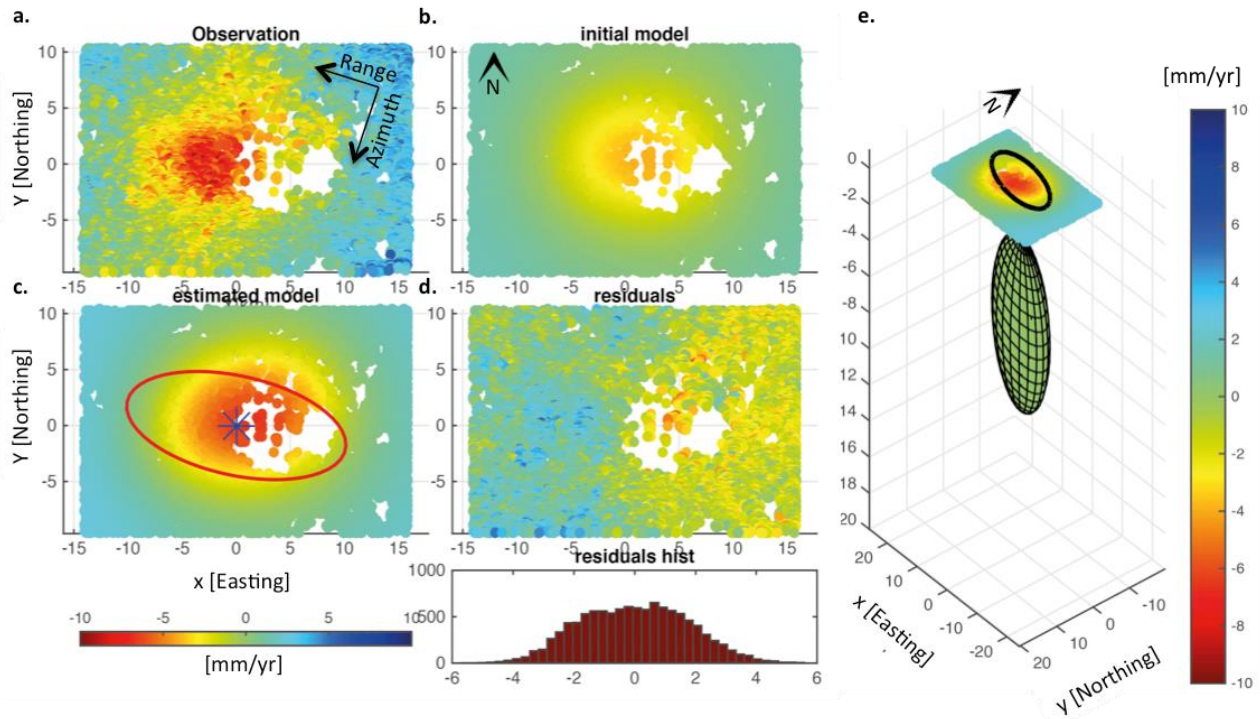 a.
Observation
10
5
0
-5
Y [Northing]
-15 -10 -5 0 5 10 15
Range
Azimuth
b.
initial model
N
10
5
0
-5
-15 -10 -5 0 5 10 15
c.
estimated model
10
5
0
-5
Y [Northing]
-15 -10 -5 0 5 10 15
x [Easting]
-10 -5 0 5 10
[mm/yr]
d.
residuals
10
5
0
-5
-15 -10 -5 0 5 10 15
residuals hist
1000
500
0
-6 -4 -2 0 2 4 6
e.
N
0
-2
-4
-6
-8
10
12
14
16
18
20
20 10 0 -10 -20
x [Easting]
20 10 0 -10
y [Northing]
[mm/yr]
10
8
6
4
2
0
-2
-4
-6
-8
-10